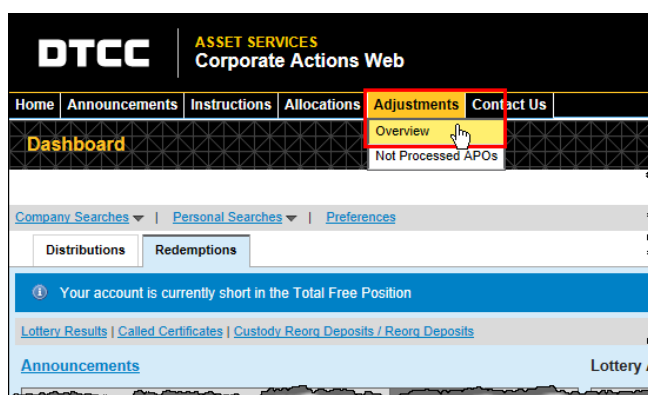 DTCC
ASSET SERVICES
Corporate Actions Web
Home Announcements Instructions Allocations Adjustments Contact Us
Overview
Dashboard
Not Processed APOs
Company Searches | Personal Searches | Preferences
Distributions Redemptions
Your account is currently short in the Total Free Position
Lottery Results | Called Certificates | Custody Reorg Deposits / Reorg Deposits
Announcements Lottery